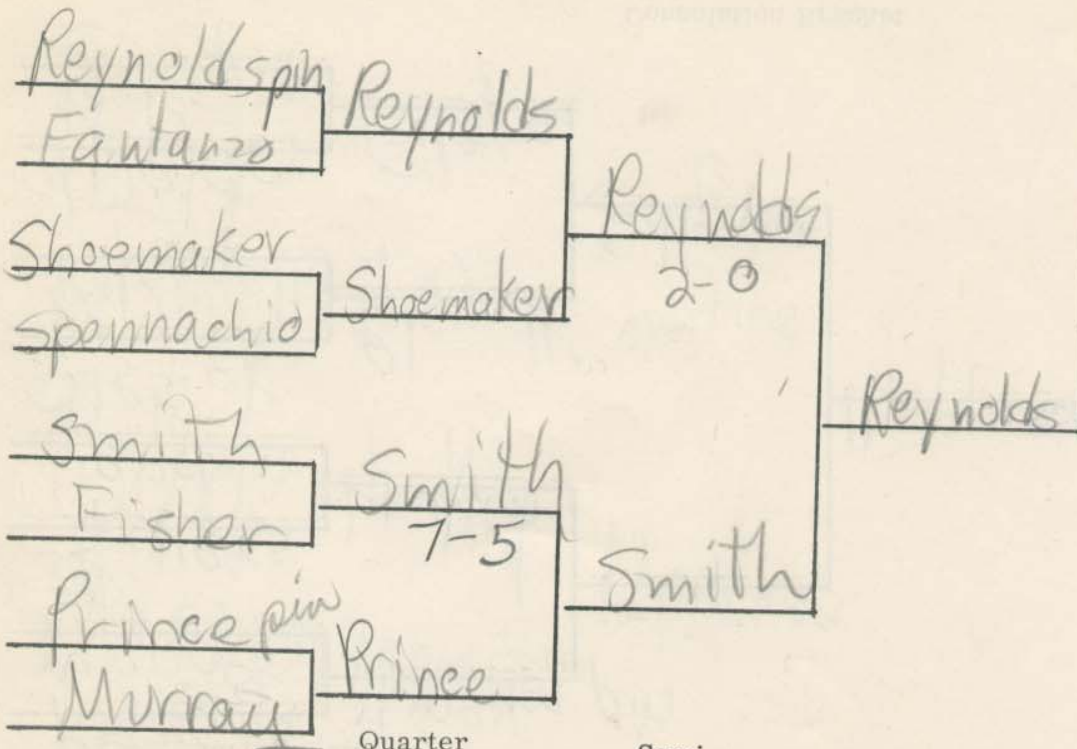 Reynolds pin
Fantanzo
Shoemaker
Spennachio
Smith
Fisher
Prince pin
Murray
Reynolds
Shoemaker
Smith
7-5
Prince
Reynolds
2-0
Smith
Reynolds
Quarter
Semi